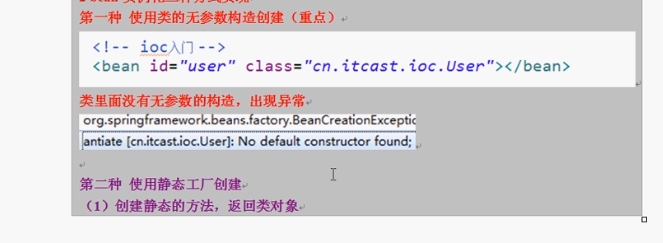 第一种 使用类的无参数构造创建（重点）
<!-- ioc入门 -->
<bean id="user" class="cn.itcast.ioc.User"></bean>
类里面没有无参数的构造，出现异常
org.springframework.beans.factory.BeanCreationExceptic
antiate [cn.itcast.ioc.User]: No default constructor found;
第二种 使用静态工厂创建
（1）创建静态的方法，返回类对象